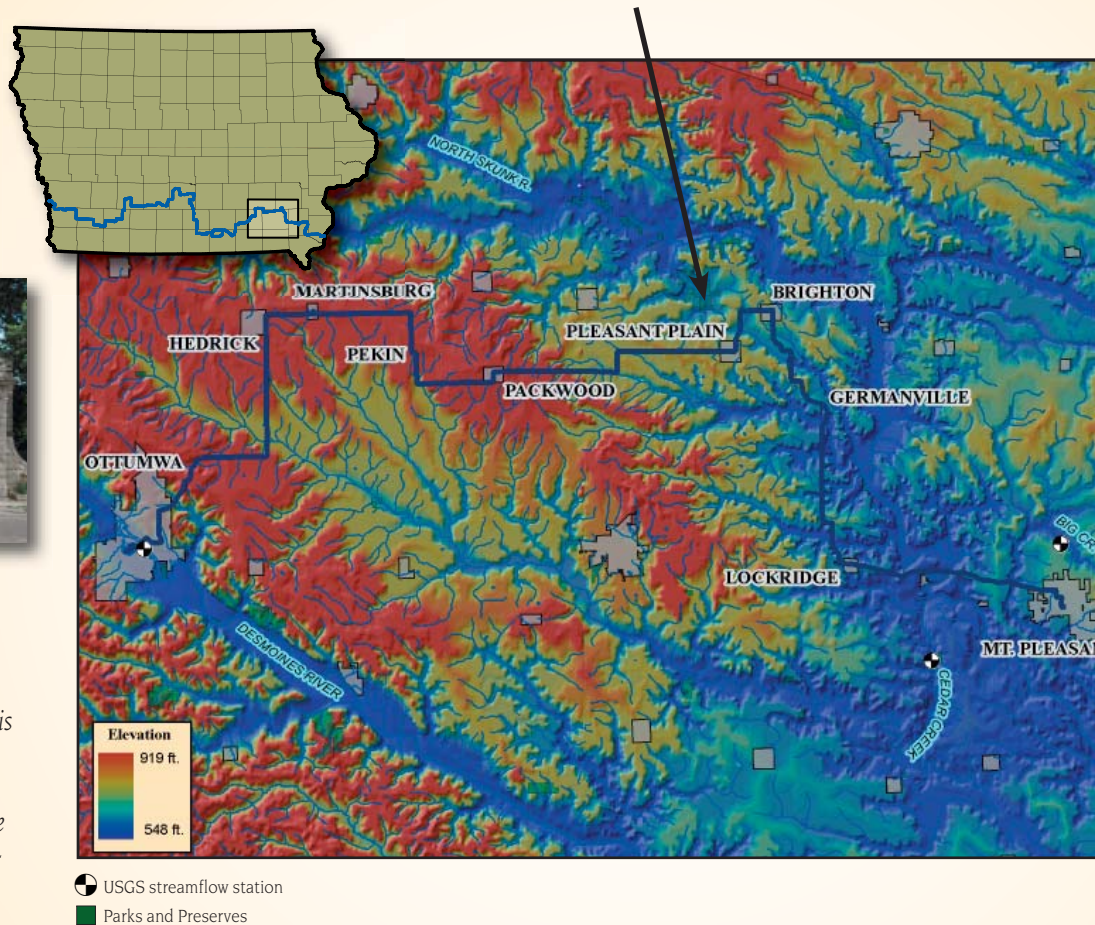 NORTH SKUNK R.
MARTINSBURG
BRIGHTON
HEDRICK
PEKIN
PLEASANT PLAIN
PACKWOOD
GERMANVILLE
OTTUMWA
BIG CR
LOCKRIDGE
MT. PLEASA
DESMOINES RIVER
CEDAR CREEK
is
Elevation
919 ft.
548 ft.
USGS streamflow station
Parks and Preserves